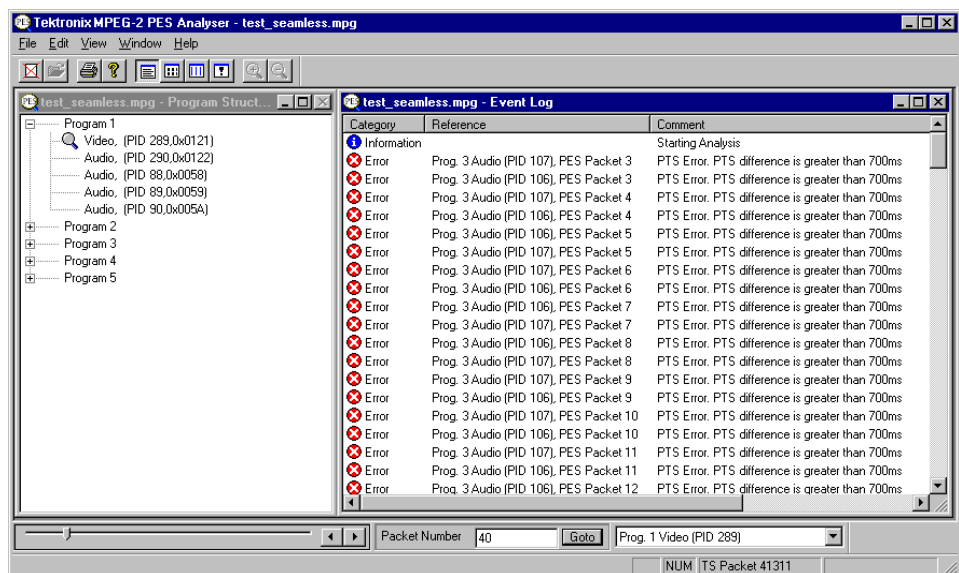 Tektronix MPEG-2 PES Analyser - test_seamless.mpg
File Edit View Window Help
test_seamless.mpg - Program Struct...
Program 1
Video, (PID 289,0x0121)
Audio, (PID 290,0x0122)
Audio, (PID 88,0x0058)
Audio, (PID 89,0x0059)
Audio, (PID 90,0x005A)
Program 2
Program 3
Program 4
Program 5
test_seamless.mpg - Event Log
Category Reference Comment
Information Starting Analysis
Error Prog. 3 Audio (PID 107), PES Packet 3 PTS Error. PTS difference is greater than 700ms
Error Prog. 3 Audio (PID 106), PES Packet 3 PTS Error. PTS difference is greater than 700ms
Error Prog. 3 Audio (PID 107), PES Packet 4 PTS Error. PTS difference is greater than 700ms
Error Prog. 3 Audio (PID 106), PES Packet 4 PTS Error. PTS difference is greater than 700ms
Error Prog. 3 Audio (PID 106), PES Packet 5 PTS Error. PTS difference is greater than 700ms
Error Prog. 3 Audio (PID 107), PES Packet 5 PTS Error. PTS difference is greater than 700ms
Error Prog. 3 Audio (PID 107), PES Packet 6 PTS Error. PTS difference is greater than 700ms
Error Prog. 3 Audio (PID 106), PES Packet 6 PTS Error. PTS difference is greater than 700ms
Error Prog. 3 Audio (PID 106), PES Packet 7 PTS Error. PTS difference is greater than 700ms
Error Prog. 3 Audio (PID 107), PES Packet 7 PTS Error. PTS difference is greater than 700ms
Error Prog. 3 Audio (PID 106), PES Packet 8 PTS Error. PTS difference is greater than 700ms
Error Prog. 3 Audio (PID 107), PES Packet 8 PTS Error. PTS difference is greater than 700ms
Error Prog. 3 Audio (PID 107), PES Packet 9 PTS Error. PTS difference is greater than 700ms
Error Prog. 3 Audio (PID 106), PES Packet 9 PTS Error. PTS difference is greater than 700ms
Error Prog. 3 Audio (PID 107), PES Packet 10 PTS Error. PTS difference is greater than 700ms
Error Prog. 3 Audio (PID 106), PES Packet 10 PTS Error. PTS difference is greater than 700ms
Error Prog. 3 Audio (PID 107), PES Packet 11 PTS Error. PTS difference is greater than 700ms
Error Prog. 3 Audio (PID 106), PES Packet 11 PTS Error. PTS difference is greater than 700ms
Error Prog. 3 Audio (PID 106), PES Packet 12 PTS Error. PTS difference is greater than 700ms
Packet Number 40 Goto Prog. 1 Video (PID 289)
NUM TS Packet 41311